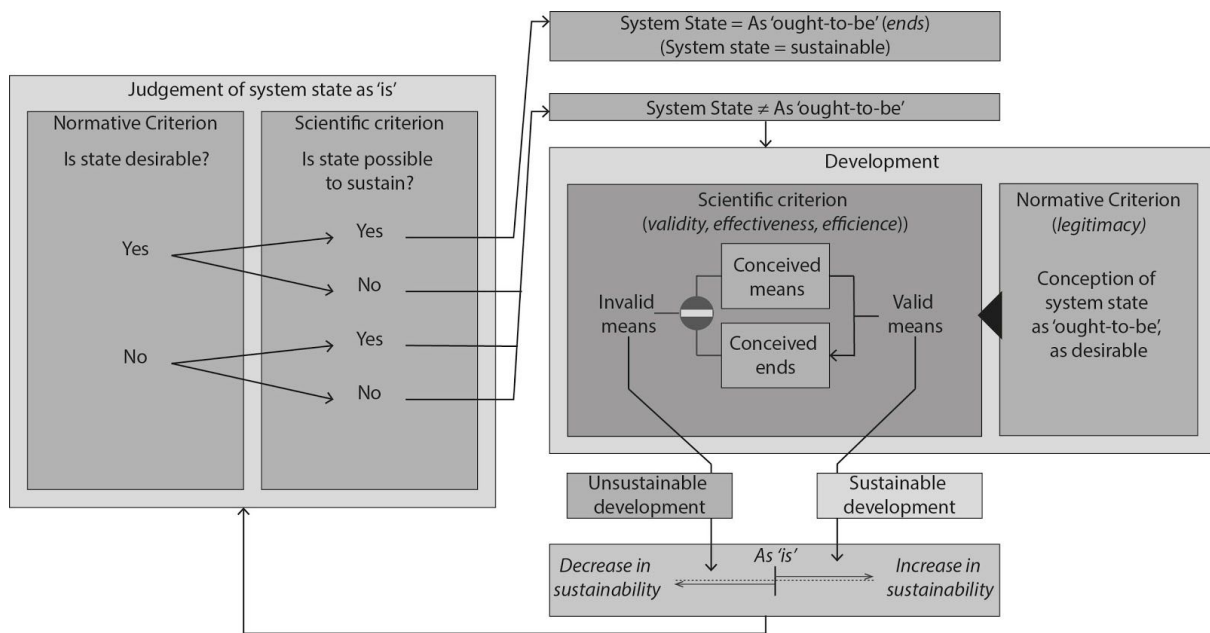 System State = As 'ought-to-be' (ends)
(System state = sustainable)
Judgement of system state as 'is'
Normative Criterion
Is state desirable?
Yes
No
Scientific criterion
Is state possible
to sustain?
Yes
No
Yes
No
System State ≠ As 'ought-to-be'
Development
Scientific criterion
(validity, effectiveness, efficience))
Conceived
means
Invalid
means
Valid
means
Conceived
ends
Normative Criterion
(legitimacy)
Conception of
system state
as 'ought-to-be',
as desirable
Unsustainable
development
Sustainable
development
Decrease in
sustainability
As 'is'
Increase in
sustainability